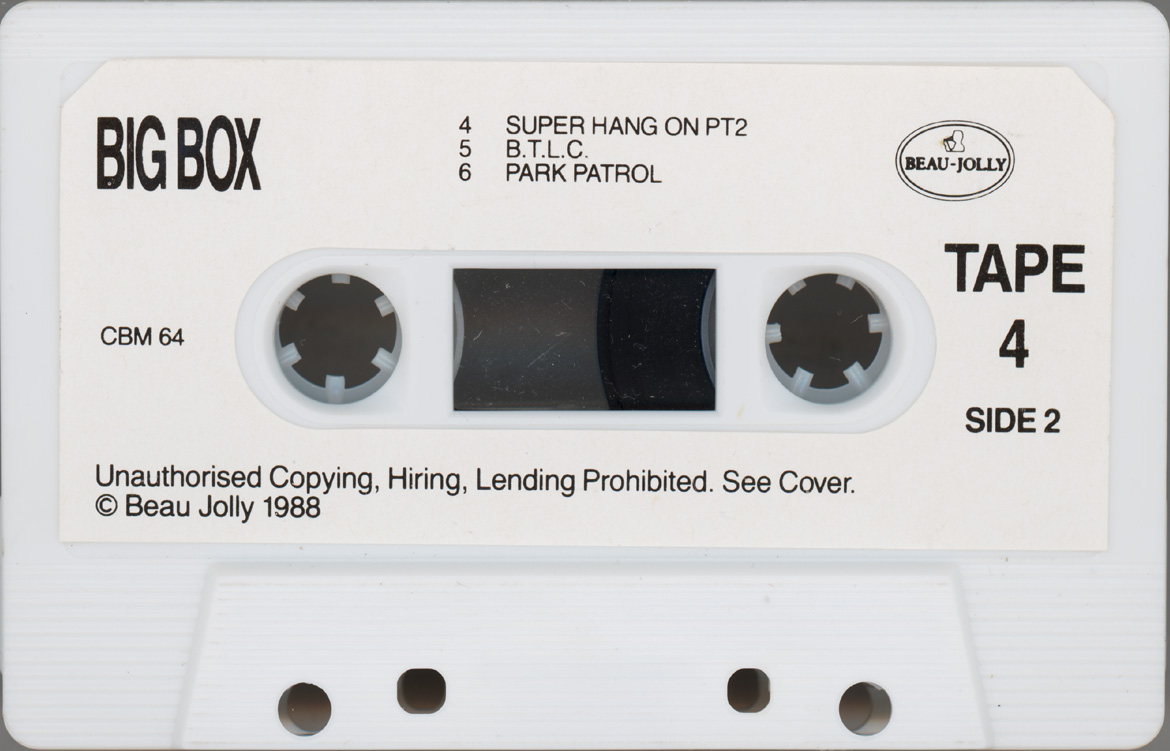 BIG BOX
4 SUPER HANG ON PT2
5 B.T.L.C.
6 PARK PATROL
BEAU-JOLLY
TAPE
4
SIDE 2
CBM 64
Unauthorised Copying, Hiring, Lending Prohibited. See Cover.
© Beau Jolly 1988